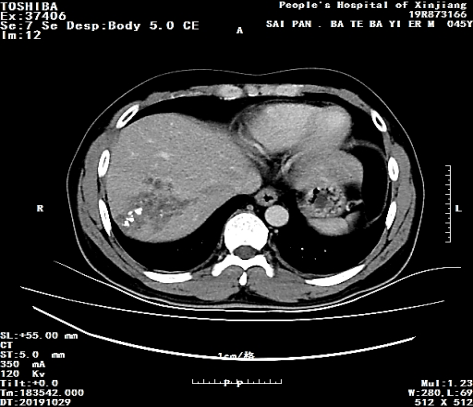 TOSHIBA
Ex:37406
Se:7 Se Desp:Body 5.0 CE
Im:12
People's Hospital of Xinjiang
19R873166
SAI PAN . BA TE BA YI ER M 045Y
A
R
L
SL:+55.00 mm
CT
ST:5.0 mm
350 mA
120 Kv
Tilt:+0.0
Tm:183542.000
DT:20191029
1cm/格
P P
Mul:1.23
W:280,L:69
512 X 512